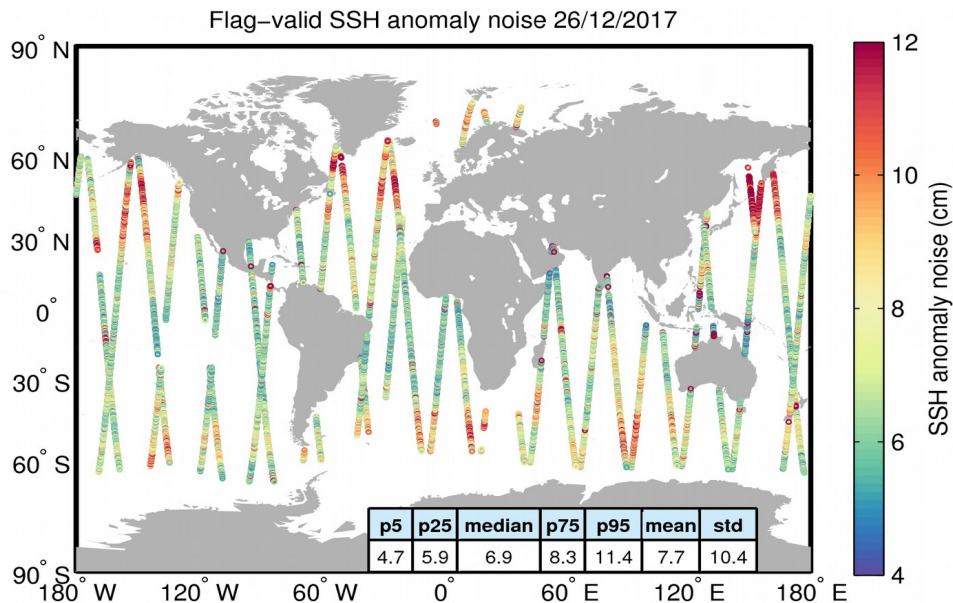 Flag−valid SSH anomaly noise 26/12/2017
90° N
60° N
30° N
0°
30° S
60° S
90° S
180° W
120° W
60° W
0°
60° E
120° E
180° E
p5 p25 median p75 p95 mean std
4.7 5.9 6.9 8.3 11.4 7.7 10.4
12
10
8
6
4
SSH anomaly noise (cm)